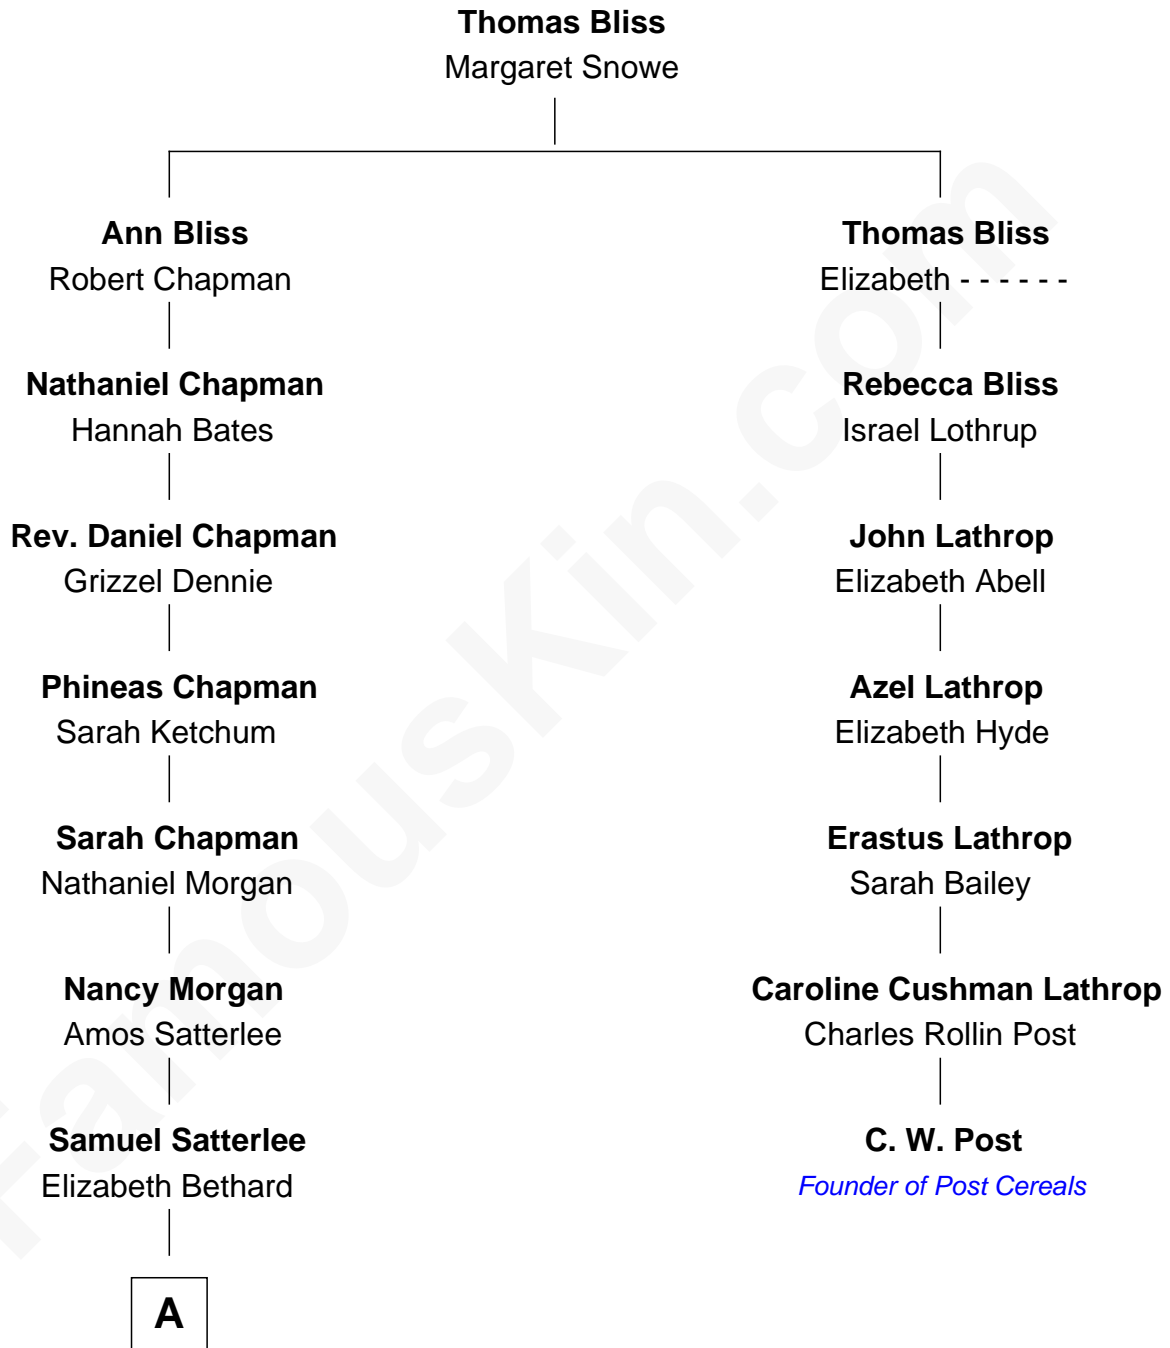 Thomas Bliss
Margaret Snowe
Ann Bliss
Robert Chapman
Nathaniel Chapman
Hannah Bates
Rev. Daniel Chapman
Grizzel Dennie
Phineas Chapman
Sarah Ketchum
Sarah Chapman
Nathaniel Morgan
Nancy Morgan
Amos Satterlee
Samuel Satterlee
Elizabeth Bethard
A
Thomas Bliss
Elizabeth - - - - - -
Rebecca Bliss
Israel Lothrup
John Lathrop
Elizabeth Abell
Azel Lathrop
Elizabeth Hyde
Erastus Lathrop
Sarah Bailey
Caroline Cushman Lathrop
Charles Rollin Post
C. W. Post
Founder of Post Cereals
FamousKin.com